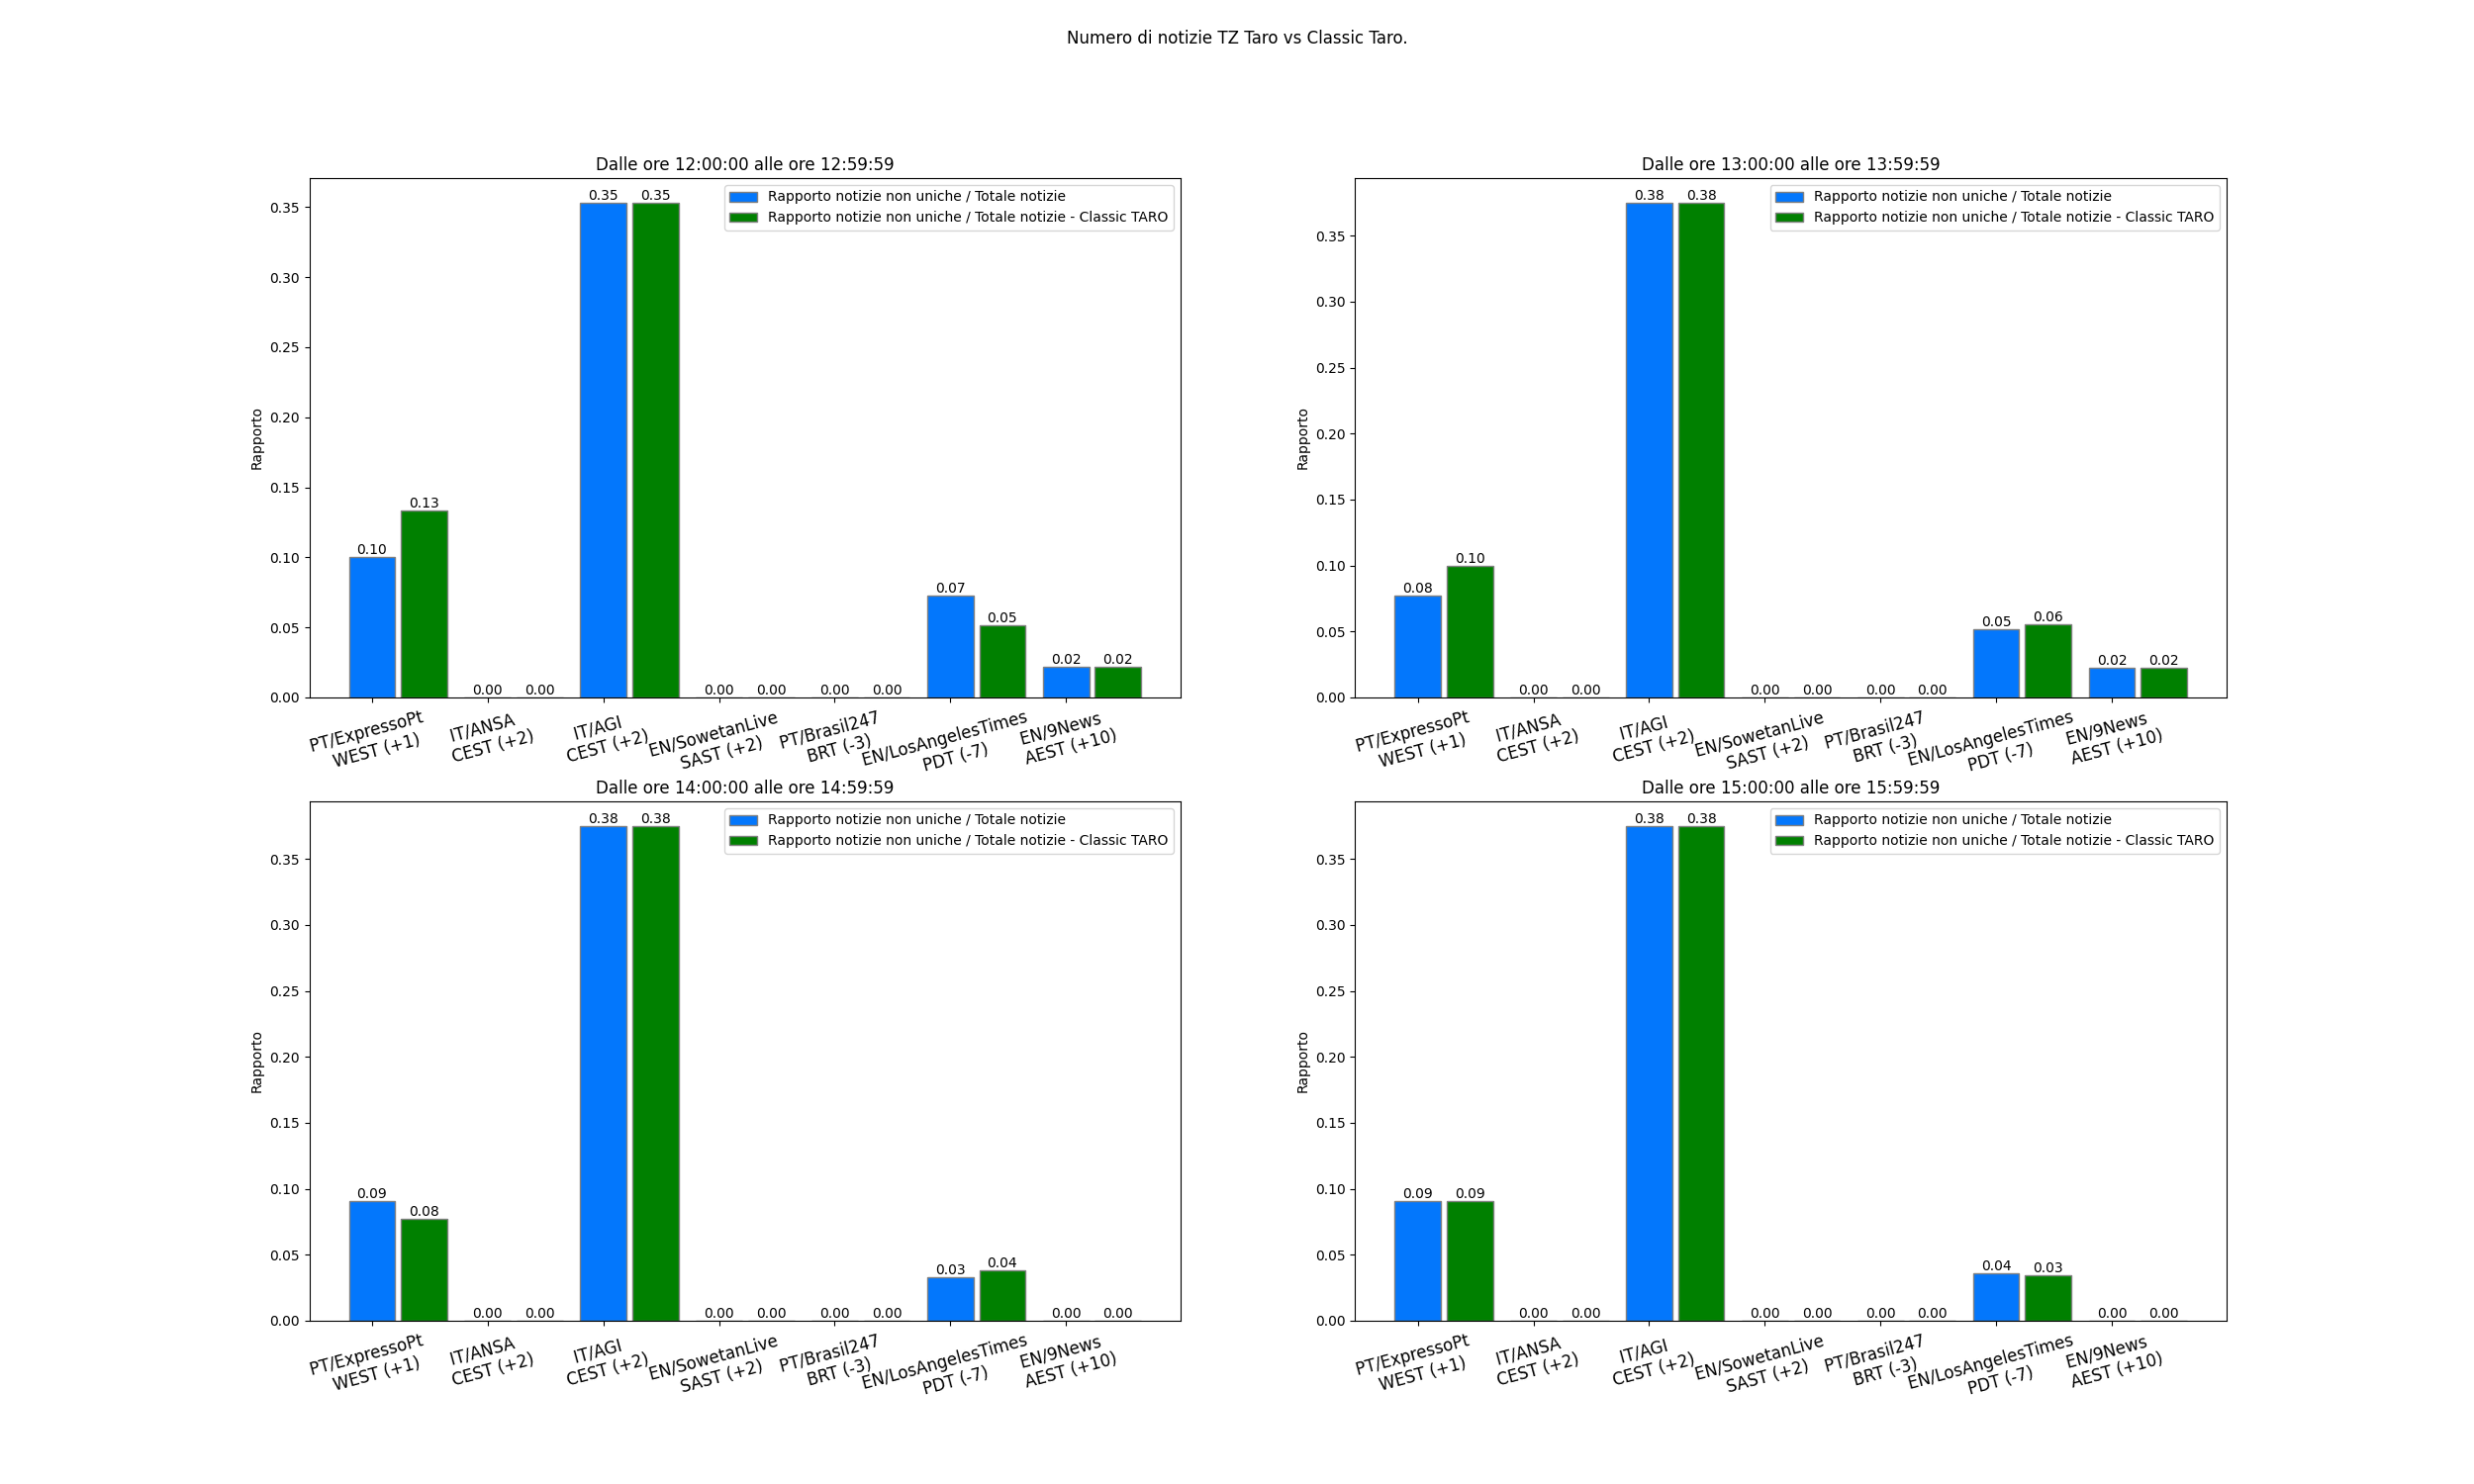 Numero di notizie TZ Taro vs Classic Taro.
Dalle ore 12:00:00 alle ore 12:59:59
Rapporto notizie non uniche / Totale notizie
Rapporto notizie non uniche / Totale notizie - Classic TARO
Rapporto
0.35
0.30
0.25
0.20
0.15
0.10
0.05
0.00
0.10
0.13
0.00
0.00
0.35
0.35
0.00
0.00
0.00
0.00
0.07
0.05
0.02
0.02
PT/ExpressoPt
WEST (+1)
IT/ANSA
CEST (+2)
IT/AGI
CEST (+2)
EN/SowetanLive
SAST (+2)
PT/Brasil247
BRT (-3)
EN/LosAngelesTimes
PDT (-7)
EN/9News
AEST (+10)
Dalle ore 13:00:00 alle ore 13:59:59
Rapporto notizie non uniche / Totale notizie
Rapporto notizie non uniche / Totale notizie - Classic TARO
Rapporto
0.35
0.30
0.25
0.20
0.15
0.10
0.05
0.00
0.08
0.10
0.00
0.00
0.38
0.38
0.00
0.00
0.00
0.00
0.05
0.06
0.02
0.02
PT/ExpressoPt
WEST (+1)
IT/ANSA
CEST (+2)
IT/AGI
CEST (+2)
EN/SowetanLive
SAST (+2)
PT/Brasil247
BRT (-3)
EN/LosAngelesTimes
PDT (-7)
EN/9News
AEST (+10)
Dalle ore 14:00:00 alle ore 14:59:59
Rapporto notizie non uniche / Totale notizie
Rapporto notizie non uniche / Totale notizie - Classic TARO
Rapporto
0.35
0.30
0.25
0.20
0.15
0.10
0.05
0.00
0.09
0.08
0.00
0.00
0.38
0.38
0.00
0.00
0.00
0.00
0.03
0.04
0.00
0.00
PT/ExpressoPt
WEST (+1)
IT/ANSA
CEST (+2)
IT/AGI
CEST (+2)
EN/SowetanLive
SAST (+2)
PT/Brasil247
BRT (-3)
EN/LosAngelesTimes
PDT (-7)
EN/9News
AEST (+10)
Dalle ore 15:00:00 alle ore 15:59:59
Rapporto notizie non uniche / Totale notizie
Rapporto notizie non uniche / Totale notizie - Classic TARO
Rapporto
0.35
0.30
0.25
0.20
0.15
0.10
0.05
0.00
0.09
0.09
0.00
0.00
0.38
0.38
0.00
0.00
0.00
0.00
0.04
0.03
0.00
0.00
PT/ExpressoPt
WEST (+1)
IT/ANSA
CEST (+2)
IT/AGI
CEST (+2)
EN/SowetanLive
SAST (+2)
PT/Brasil247
BRT (-3)
EN/LosAngelesTimes
PDT (-7)
EN/9News
AEST (+10)